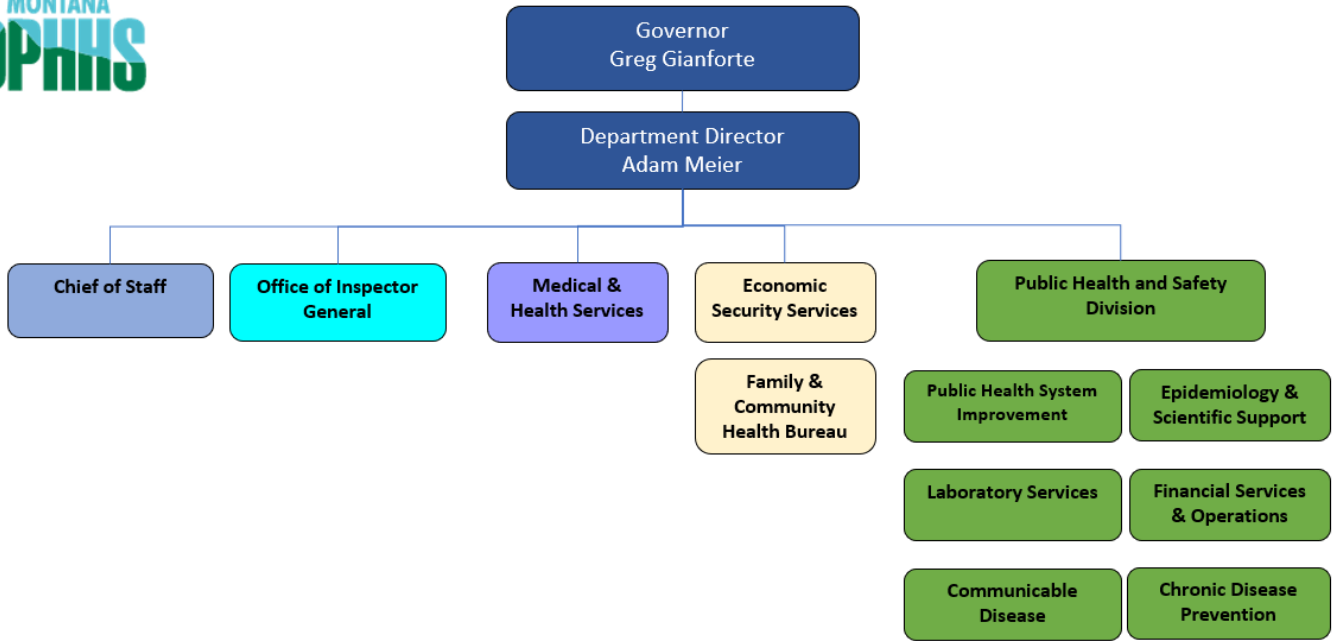 MONTANA
DPHHS
Governor
Greg Gianforte
Department Director
Adam Meier
Chief of Staff
Office of Inspector
General
Medical &
Health Services
Economic
Security Services
Public Health and Safety
Division
Family &
Community
Health Bureau
Public Health System
Improvement
Epidemiology &
Scientific Support
Laboratory Services
Financial Services
& Operations
Communicable
Disease
Chronic Disease
Prevention